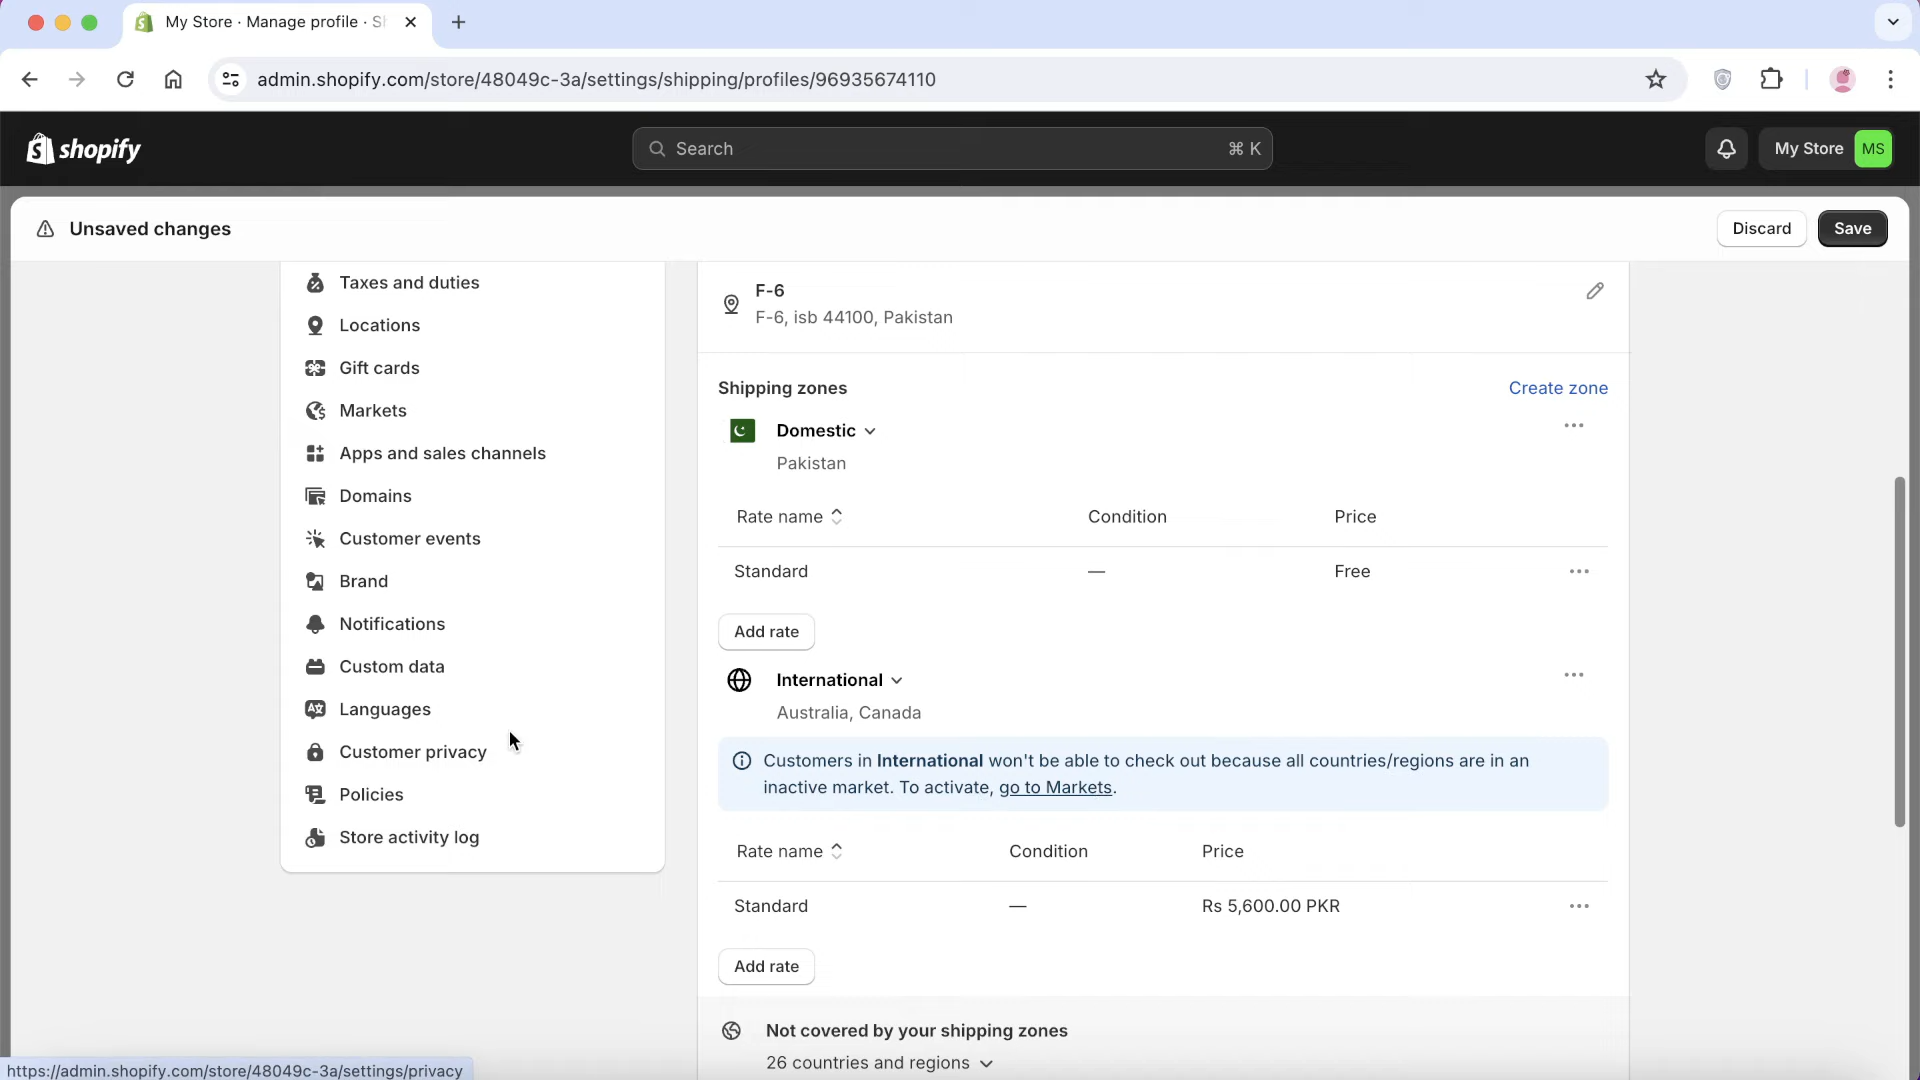 My Store · Manage profile · S
admin.shopify.com/store/48049c-3a/settings/shipping/profiles/96935674110
shopify
Search
⌘ K
My Store
MS
Unsaved changes
Discard
Save
Taxes and duties
Locations
Gift cards
Markets
Apps and sales channels
Domains
Customer events
Brand
Notifications
Custom data
Languages
Customer privacy
Policies
Store activity log
F-6
F-6, isb 44100, Pakistan
Shipping zones
Create zone
Domestic
Pakistan
Rate name Condition Price
Standard — Free
Add rate
International
Australia, Canada
Customers in International won't be able to check out because all countries/regions are in an
inactive market. To activate, go to Markets.
Rate name Condition Price
Standard — Rs 5,600.00 PKR
Add rate
Not covered by your shipping zones
26 countries and regions
https://admin.shopify.com/store/48049c-3a/settings/privacy